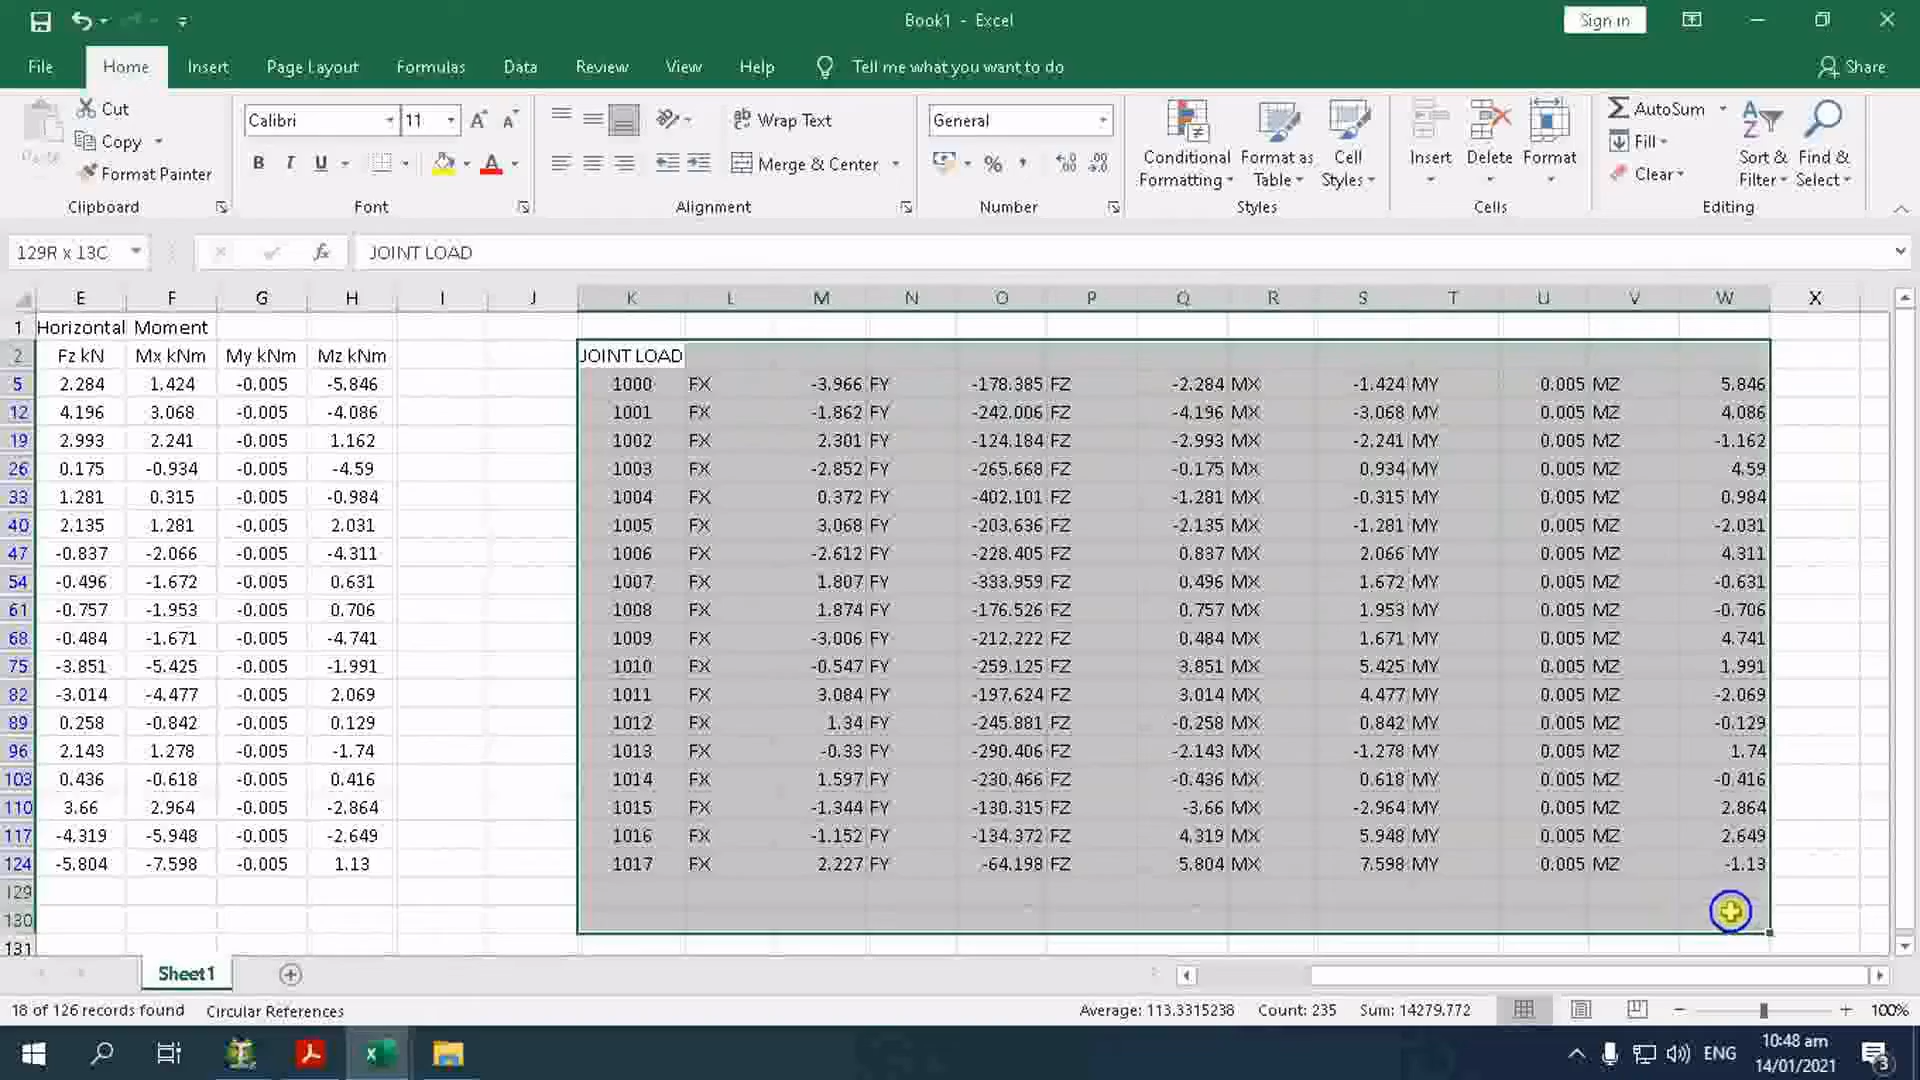 Book1 - Excel
Sign in
File Home Insert Page Layout Formulas Data Review View Help Tell me what you want to do Share
Cut
Copy
Format Painter
Paste
Clipboard
Calibri 11
B I U
Font
Wrap Text
Merge & Center
Alignment
General
%
Number
Conditional Formatting
Format as Table
Cell Styles
Styles
Insert Delete Format
Cells
AutoSum
Fill
Clear
Sort & Filter
Find & Select
Editing
129R x 13C fx JOINT LOAD
E F G H I J K L M N O P Q R S T U V W X
1 Horizontal Moment
2 Fz kN Mx kNm My kNm Mz kNm JOINT LOAD
5 2.284 1.424 -0.005 -5.846 1000 FX -3.966 FY -178.385 FZ -2.284 MX -1.424 MY 0.005 MZ 5.846
12 4.196 3.068 -0.005 -4.086 1001 FX -1.862 FY -242.006 FZ -4.196 MX -3.068 MY 0.005 MZ 4.086
19 2.993 2.241 -0.005 1.162 1002 FX 2.301 FY -124.184 FZ -2.993 MX -2.241 MY 0.005 MZ -1.162
26 0.175 -0.934 -0.005 -4.59 1003 FX -2.852 FY -265.668 FZ -0.175 MX 0.934 MY 0.005 MZ 4.59
33 1.281 0.315 -0.005 -0.984 1004 FX 0.372 FY -402.101 FZ -1.281 MX -0.315 MY 0.005 MZ 0.984
40 2.135 1.281 -0.005 2.031 1005 FX 3.068 FY -203.636 FZ -2.135 MX -1.281 MY 0.005 MZ -2.031
47 -0.837 -2.066 -0.005 -4.311 1006 FX -2.612 FY -228.405 FZ 0.837 MX 2.066 MY 0.005 MZ 4.311
54 -0.496 -1.672 -0.005 0.631 1007 FX 1.807 FY -333.959 FZ 0.496 MX 1.672 MY 0.005 MZ -0.631
61 -0.757 -1.953 -0.005 0.706 1008 FX 1.874 FY -176.526 FZ 0.757 MX 1.953 MY 0.005 MZ -0.706
68 -0.484 -1.671 -0.005 -4.741 1009 FX -3.006 FY -212.222 FZ 0.484 MX 1.671 MY 0.005 MZ 4.741
75 -3.851 -5.425 -0.005 -1.991 1010 FX -0.547 FY -259.125 FZ 3.851 MX 5.425 MY 0.005 MZ 1.991
82 -3.014 -4.477 -0.005 2.069 1011 FX 3.084 FY -197.624 FZ 3.014 MX 4.477 MY 0.005 MZ -2.069
89 0.258 -0.842 -0.005 0.129 1012 FX 1.34 FY -245.881 FZ -0.258 MX 0.842 MY 0.005 MZ -0.129
96 2.143 1.278 -0.005 -1.74 1013 FX -0.33 FY -290.406 FZ -2.143 MX -1.278 MY 0.005 MZ 1.74
103 0.436 -0.618 -0.005 0.416 1014 FX 1.597 FY -230.466 FZ -0.436 MX 0.618 MY 0.005 MZ -0.416
110 3.66 2.964 -0.005 -2.864 1015 FX -1.344 FY -130.315 FZ -3.66 MX -2.964 MY 0.005 MZ 2.864
117 -4.319 -5.948 -0.005 -2.649 1016 FX -1.152 FY -134.372 FZ 4.319 MX 5.948 MY 0.005 MZ 2.649
124 -5.804 -7.598 -0.005 1.13 1017 FX 2.227 FY -64.198 FZ 5.804 MX 7.598 MY 0.005 MZ -1.13
129
130
131
Sheet1
18 of 126 records found Circular References Average: 113.3315238 Count: 235 Sum: 14279.772 100%
ENG 10:48 am
14/01/2021
3